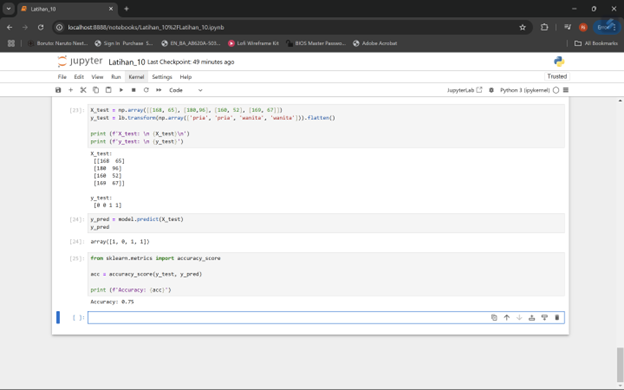 Latihan_10
localhost:8888/notebooks/Latihan_10%2FLatihan_10.ipynb
Boruto: Naruto Next...
Sign In Purchase S...
EN_BA_AB620A-S05...
Lofi Wireframe Kit
BIOS Master Passwo...
Adobe Acrobat
All Bookmarks
jupyter Latihan_10 Last Checkpoint: 49 minutes ago
File Edit View Run Kernel Settings Help
Trusted
Code
JupyterLab
Python 3 (ipykernel)
[23]: X_test = np.array([[168, 65], [180,96], [160, 52], [169, 67]])
y_test = lb.transform(np.array(['pria', 'pria', 'wanita', 'wanita'])).flatten()
print (f'X_test: \n {X_test}\n')
print (f'y_test: \n {y_test}')
X_test:
[[168 65]
[180 96]
[160 52]
[169 67]]
y_test:
[0 0 1 1]
[24]: y_pred = model.predict(X_test)
y_pred
[24]: array([1, 0, 1, 1])
[25]: from sklearn.metrics import accuracy_score
acc = accuracy_score(y_test, y_pred)
print (f'Accuracy: {acc}')
Accuracy: 0.75
[ ]: